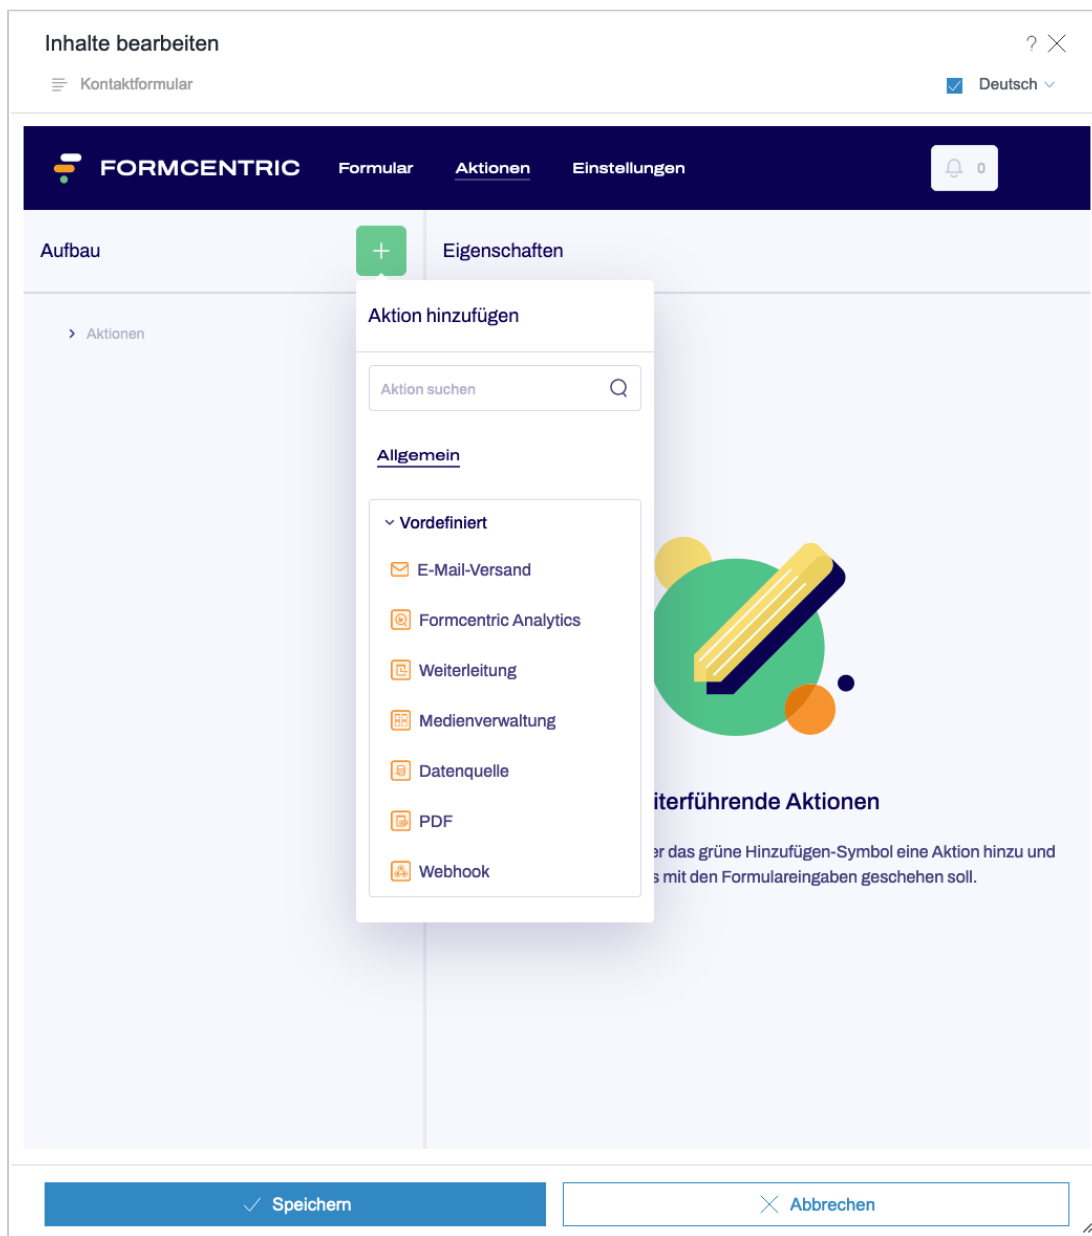 Inhalte bearbeiten
?
Kontaktformular
Deutsch
FORMCENTRIC
Formular
Aktionen
Einstellungen
0
Aufbau
+
Eigenschaften
Aktionen
Aktion hinzufügen
Aktion suchen
Allgemein
Vordefiniert
E-Mail-Versand
Formcentric Analytics
Weiterleitung
Medienverwaltung
Datenquelle
PDF
Webhook
iterführende Aktionen
das grüne Hinzufügen-Symbol eine Aktion hinzu und
mit den Formulareingaben geschehen soll.
Speichern
Abbrechen